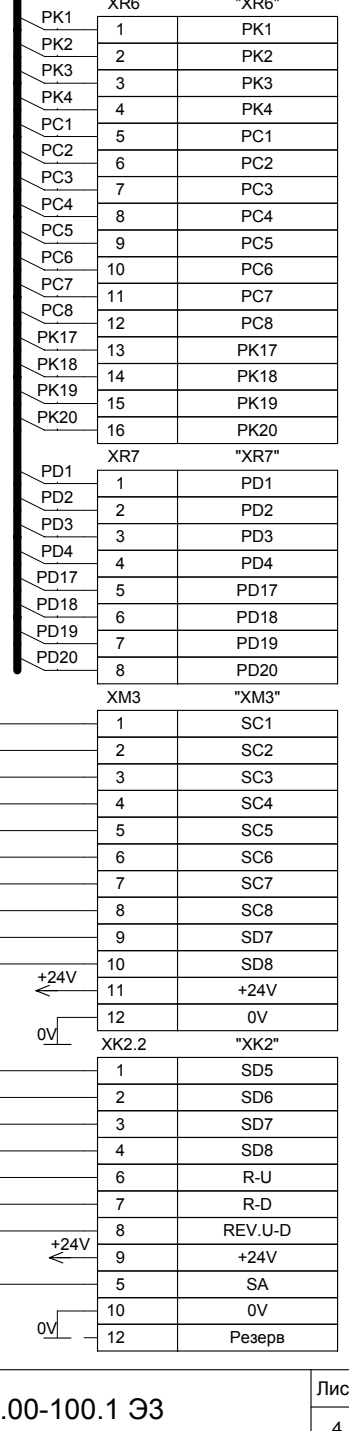 XR6 "XR6"
PK1 1 PK1
PK2 2 PK2
PK3 3 PK3
PK4 4 PK4
PC1 5 PC1
PC2 6 PC2
PC3 7 PC3
PC4 8 PC4
PC5 9 PC5
PC6 10 PC6
PC7 11 PC7
PC8 12 PC8
PK17 13 PK17
PK18 14 PK18
PK19 15 PK19
PK20 16 PK20
XR7 "XR7"
PD1 1 PD1
PD2 2 PD2
PD3 3 PD3
PD4 4 PD4
PD17 5 PD17
PD18 6 PD18
PD19 7 PD19
PD20 8 PD20
XM3 "XM3"
1 SC1
2 SC2
3 SC3
4 SC4
5 SC5
6 SC6
7 SC7
8 SC8
9 SD7
10 SD8
+24V 11 +24V
0V 12 0V
XK2.2 "XK2"
1 SD5
2 SD6
3 SD7
4 SD8
6 R-U
7 R-D
8 REV.U-D
+24V 9 +24V
5 SA
0V 10 0V
12 Резерв
.00-100.1 ЭЗ
Лис
4